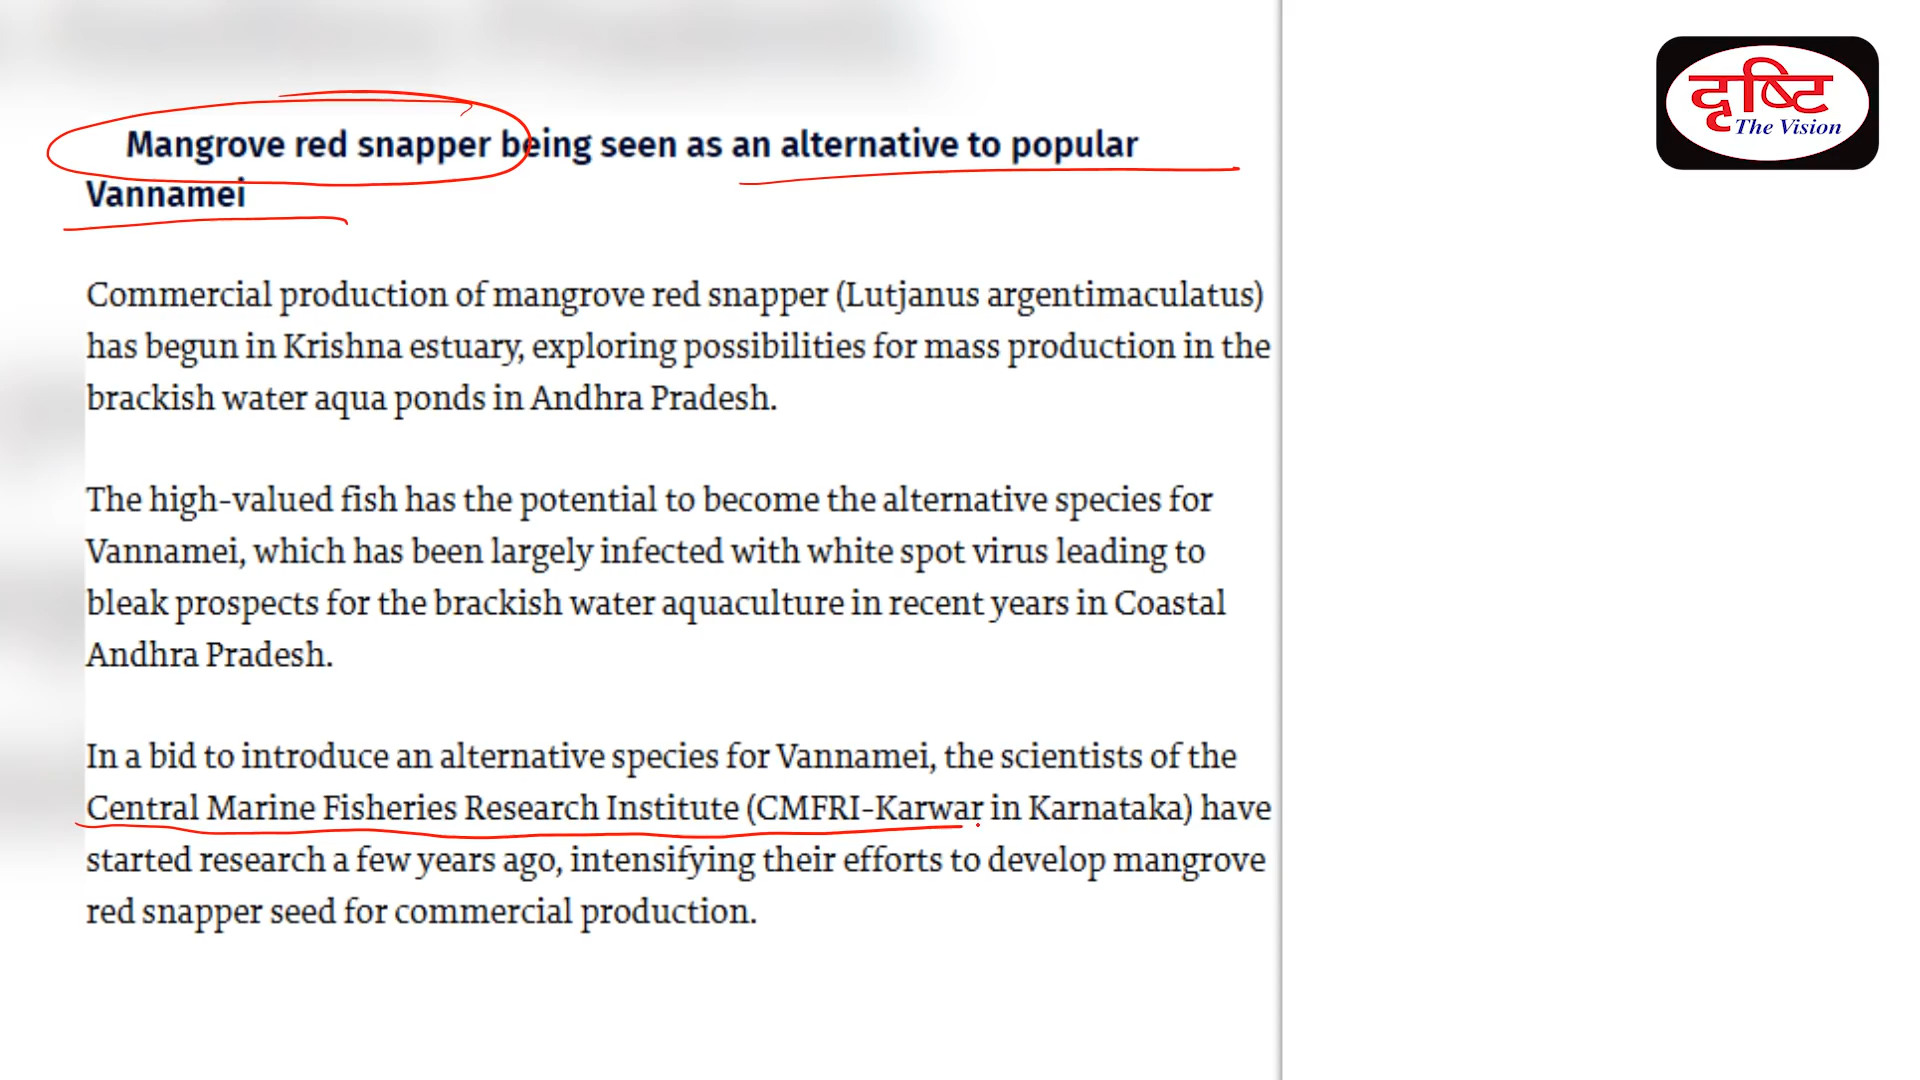 Mangrove red snapper being seen as an alternative to popular
Vannamei
Commercial production of mangrove red snapper (Lutjanus argentimaculatus)
has begun in Krishna estuary, exploring possibilities for mass production in the
brackish water aqua ponds in Andhra Pradesh.
The high-valued fish has the potential to become the alternative species for
Vannamei, which has been largely infected with white spot virus leading to
bleak prospects for the brackish water aquaculture in recent years in Coastal
Andhra Pradesh.
In a bid to introduce an alternative species for Vannamei, the scientists of the
Central Marine Fisheries Research Institute (CMFRI-Karwar in Karnataka) have
started research a few years ago, intensifying their efforts to develop mangrove
red snapper seed for commercial production.
दृष्टि
The Vision